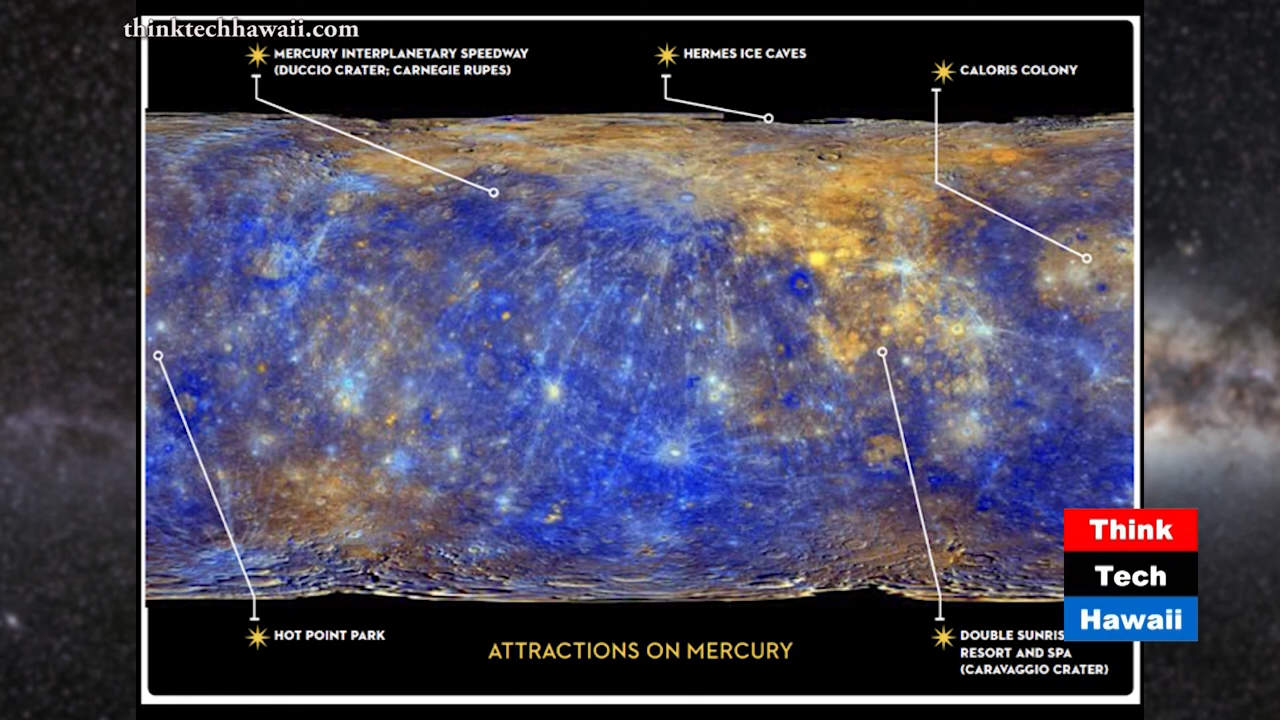 thinktechhawaii.com
MERCURY INTERPLANETARY SPEEDWAY
(DUCCIO CRATER; CARNEGIE RUPES)
HERMES ICE CAVES
CALORIS COLONY
HOT POINT PARK
ATTRACTIONS ON MERCURY
DOUBLE SUNRIS
RESORT AND SPA
(CARAVAGGIO CRATER)
Think
Tech
Hawaii